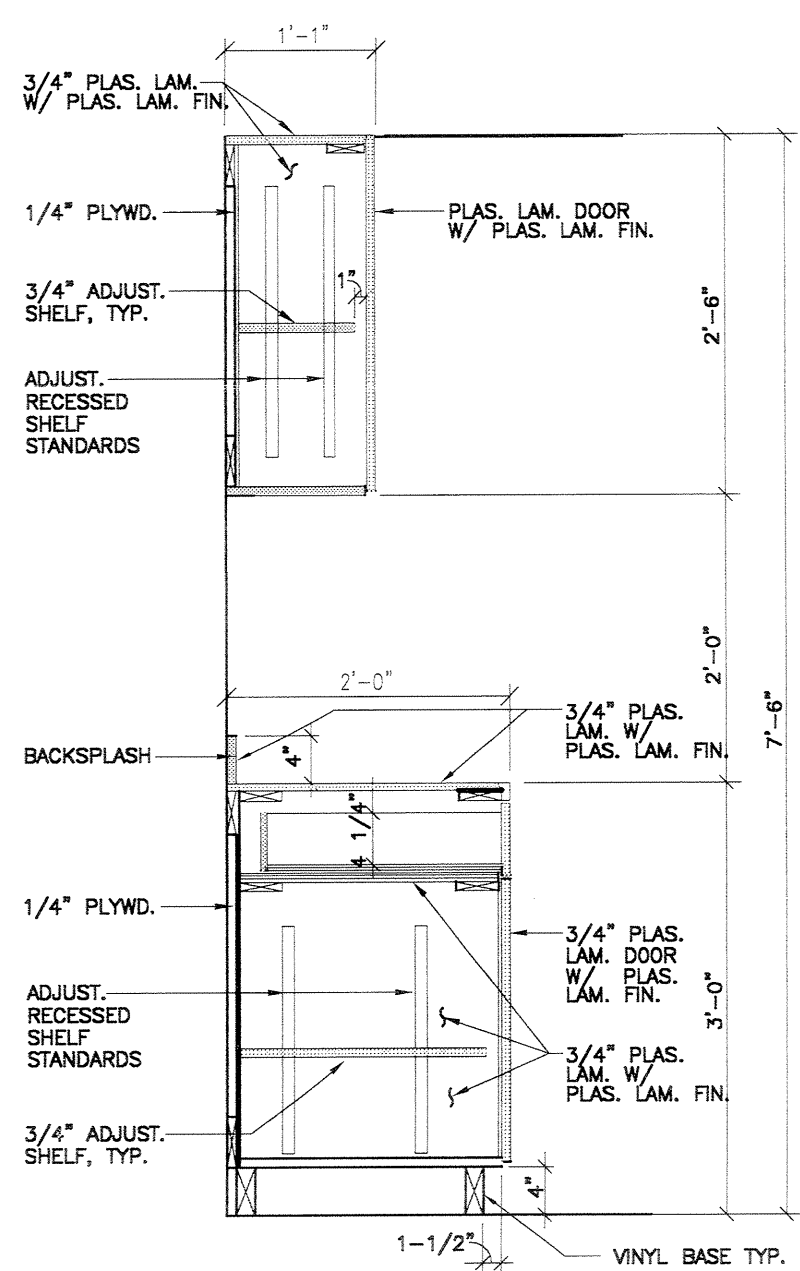 1'-1"
3/4" PLAS. LAM.
W/ PLAS. LAM. FIN.
1/4" PLYWD.
PLAS. LAM. DOOR
W/ PLAS. LAM. FIN.
1"
3/4" ADJUST.
SHELF, TYP.
2'-6"
ADJUST.
RECESSED
SHELF
STANDARDS
2'-0"
2'-0"
7'-6"
3/4" PLAS.
LAM. W/
PLAS. LAM. FIN.
BACKSPLASH
4"
4 1/4"
1/4" PLYWD.
3/4" PLAS.
LAM. DOOR
W/ PLAS.
LAM. FIN.
ADJUST.
RECESSED
SHELF
STANDARDS
3'-0"
3/4" PLAS.
LAM. W/
PLAS. LAM. FIN.
3/4" ADJUST.
SHELF, TYP.
4"
1-1/2"
VINYL BASE TYP.